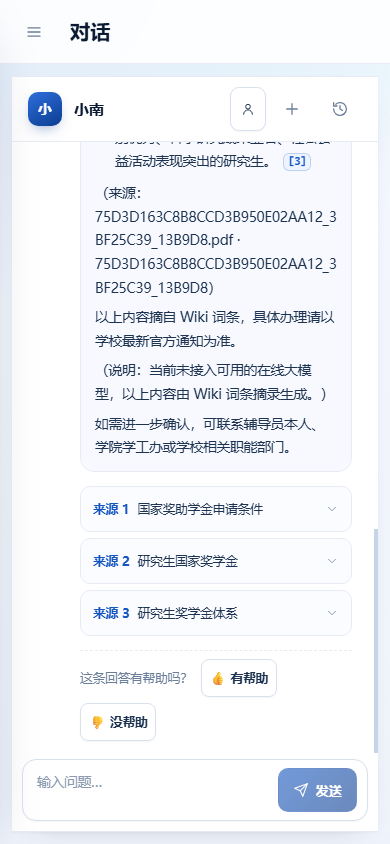 对话
小 小南
益活动表现突出的研究生。 [3]
（来源：
75D3D163C8B8CCD3B950E02AA12_3
BF25C39_13B9D8.pdf ·
75D3D163C8B8CCD3B950E02AA12_3
BF25C39_13B9D8）
以上内容摘自 Wiki 词条，具体办理请以
学校最新官方通知为准。
（说明：当前未接入可用的在线大模
型，以上内容由 Wiki 词条摘录生成。）
如需进一步确认，可联系辅导员本人、
学院学工办或学校相关职能部门。
来源 1 国家奖助学金申请条件
来源 2 研究生国家奖学金
来源 3 研究生奖学金体系
这条回答有帮助吗？ 👍 有帮助
👎 没帮助
输入问题...
发送